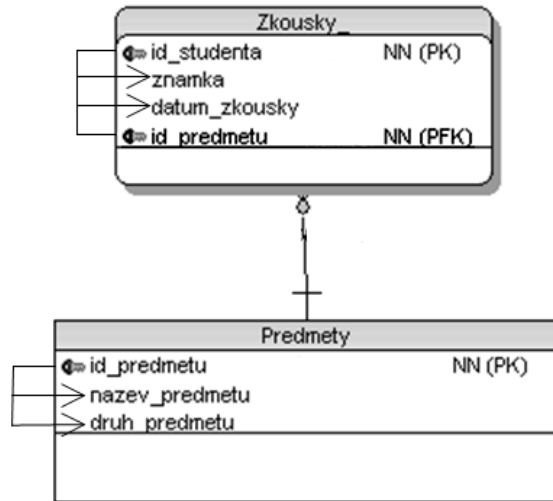 Zkousky_
id_studenta NN (PK)
znamka
datum_zkousky
id_predmetu NN (PFK)
Predmety
id_predmetu NN (PK)
nazev_predmetu
druh_predmetu